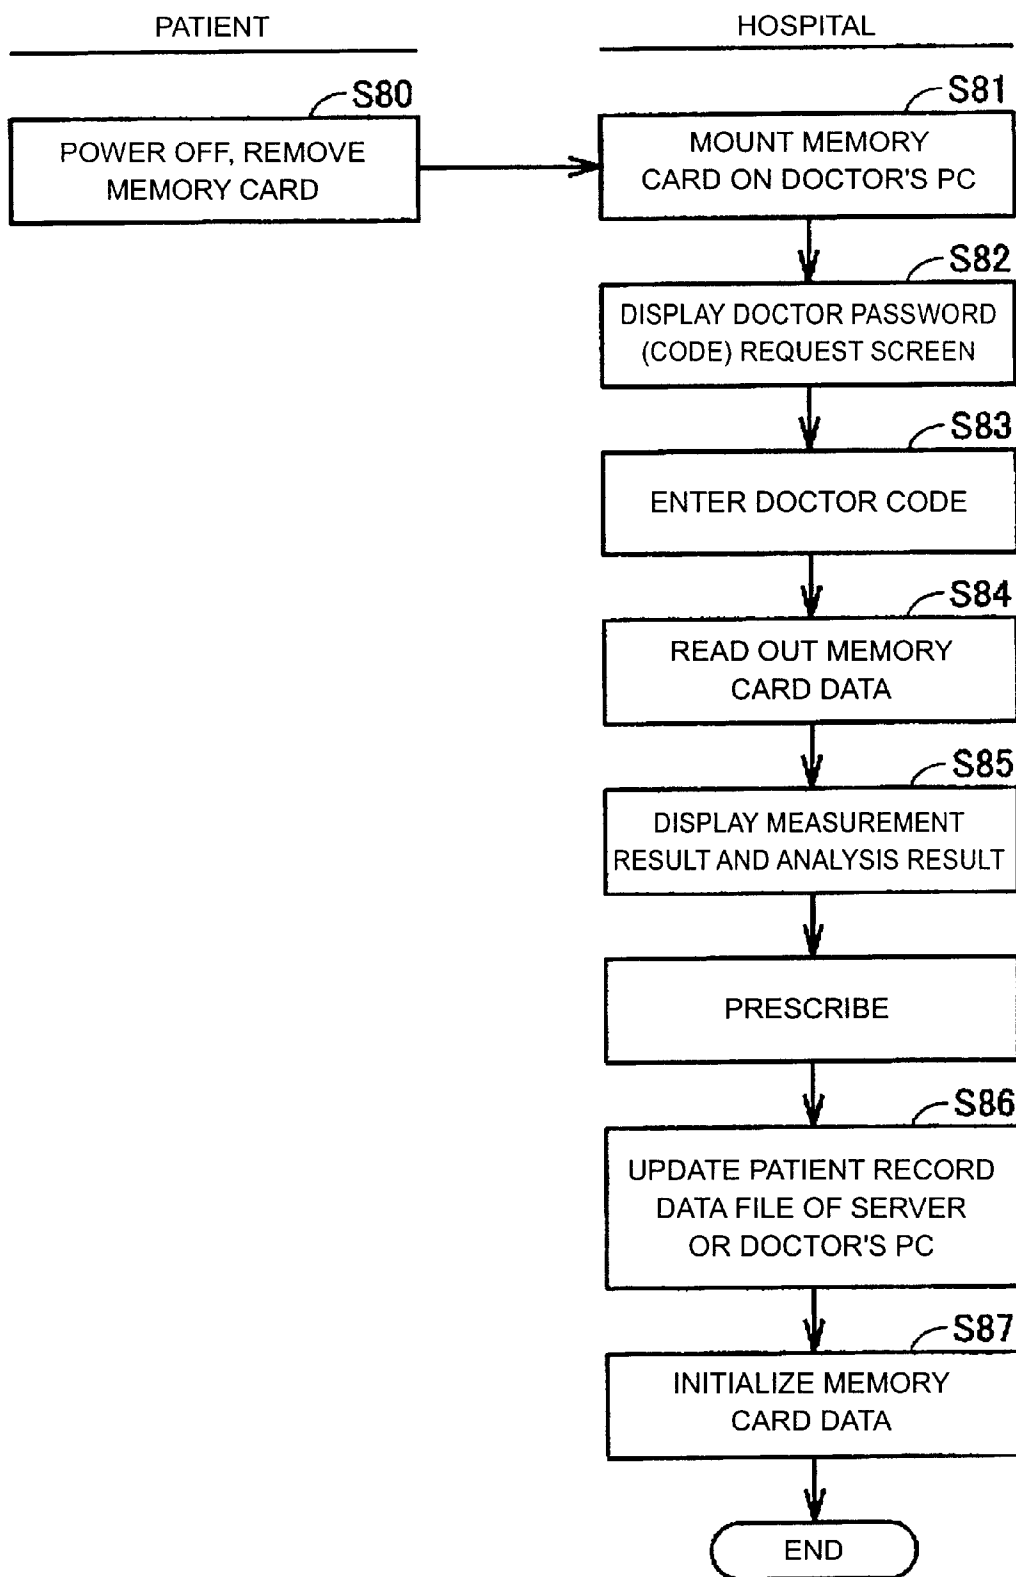 PATIENT
HOSPITAL
S80
POWER OFF, REMOVE
MEMORY CARD
S81
MOUNT MEMORY
CARD ON DOCTOR'S PC
S82
DISPLAY DOCTOR PASSWORD
(CODE) REQUEST SCREEN
S83
ENTER DOCTOR CODE
S84
READ OUT MEMORY
CARD DATA
S85
DISPLAY MEASUREMENT
RESULT AND ANALYSIS RESULT
PRESCRIBE
S86
UPDATE PATIENT RECORD
DATA FILE OF SERVER
OR DOCTOR'S PC
S87
INITIALIZE MEMORY
CARD DATA
END